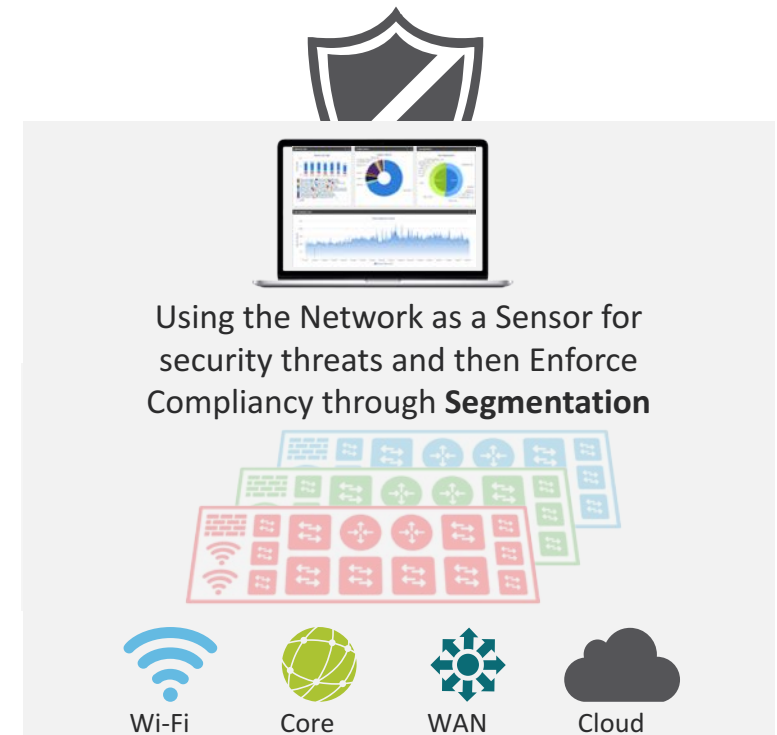 Using the Network as a Sensor for
security threats and then Enforce
Compliancy through Segmentation
Wi-Fi
Core
WAN
Cloud